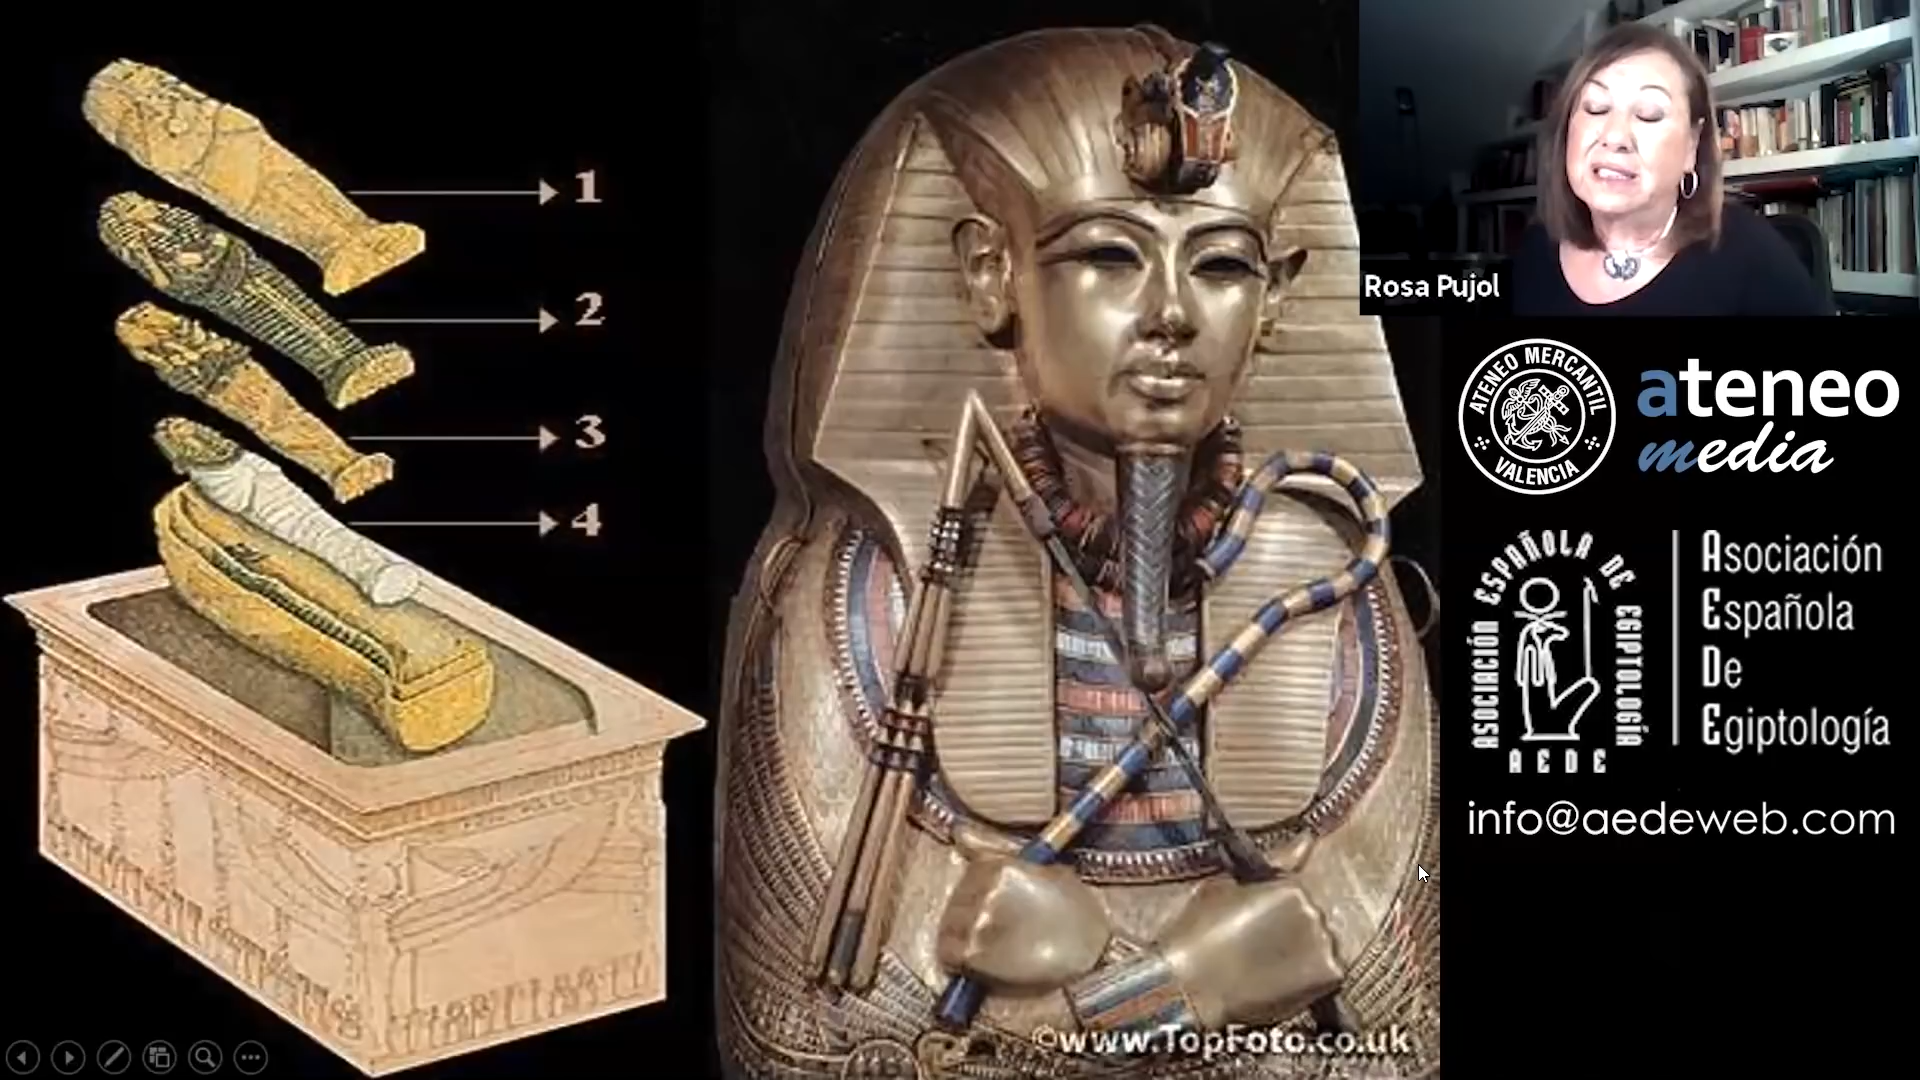 1
2
3
4
©www.TopFoto.co.uk
Rosa Pujol
ATENEO MERCANTIL
VALENCIA
ateneo
media
ASOCIACIÓN ESPAÑOLA DE EGIPTOLOGÍA
AEDE
Asociación
Española
De
Egiptología
info@aedeweb.com